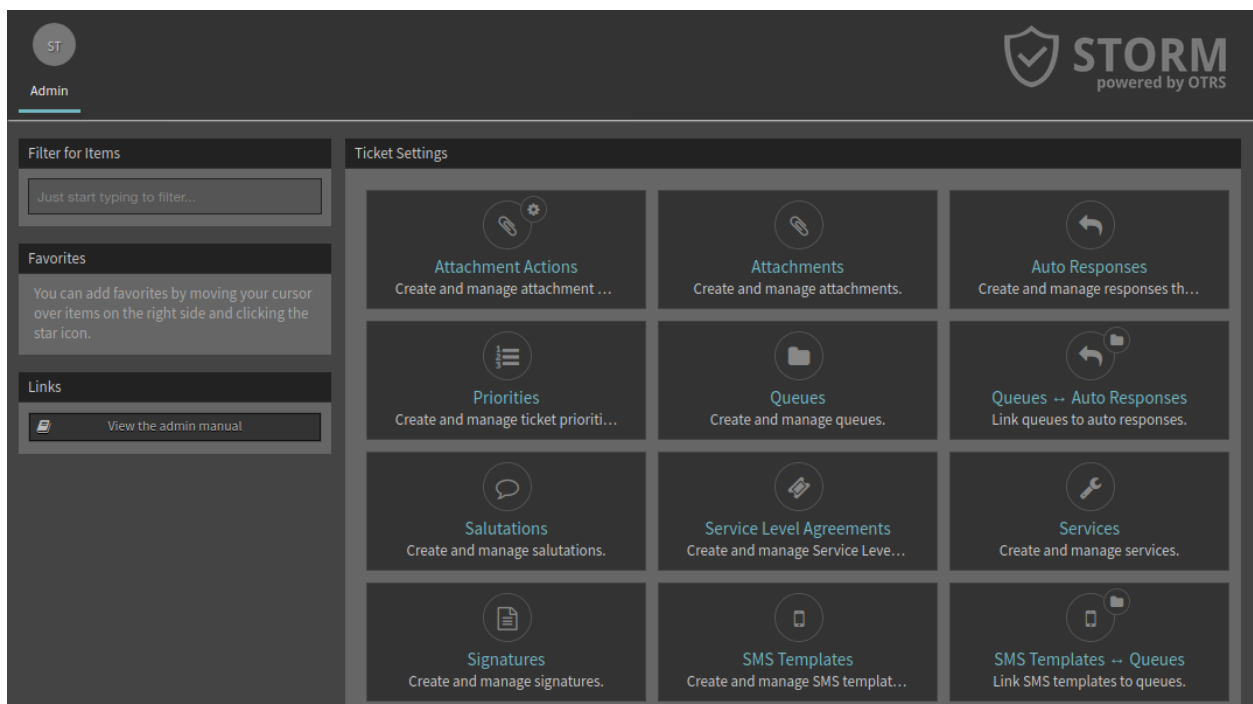 ST
Admin
STORM
powered by OTRS
Filter for Items
Just start typing to filter...
Favorites
You can add favorites by moving your cursor
over items on the right side and clicking the
star icon.
Links
View the admin manual
Ticket Settings
Attachment Actions
Create and manage attachment ...
Attachments
Create and manage attachments.
Auto Responses
Create and manage responses th...
1
2
3
Priorities
Create and manage ticket prioriti...
Queues
Create and manage queues.
Queues ↔ Auto Responses
Link queues to auto responses.
Salutations
Create and manage salutations.
Service Level Agreements
Create and manage Service Leve...
Services
Create and manage services.
Signatures
Create and manage signatures.
SMS Templates
Create and manage SMS templat...
SMS Templates ↔ Queues
Link SMS templates to queues.